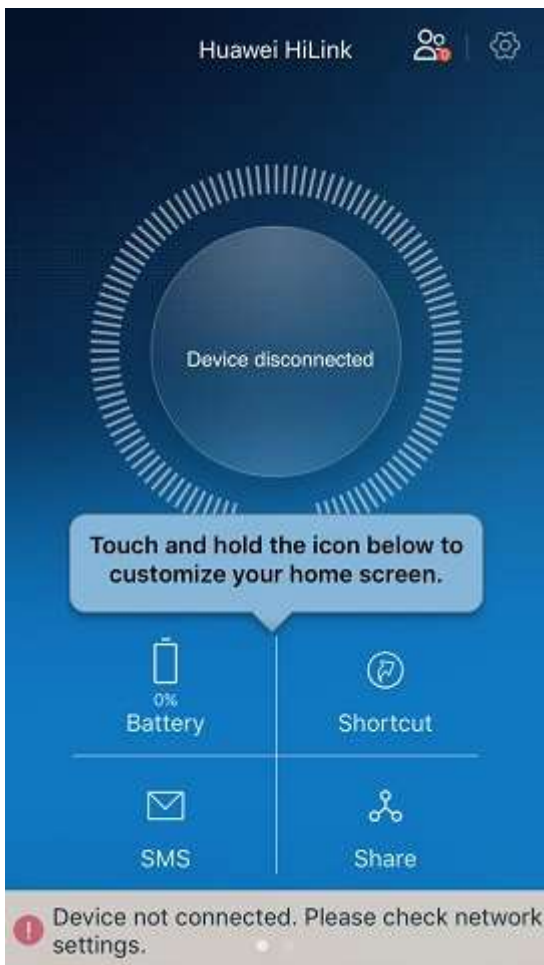 Huawei HiLink
0
Device disconnected
Touch and hold the icon below to
customize your home screen.
0%
Battery
Shortcut
SMS
Share
Device not connected. Please check network
settings.